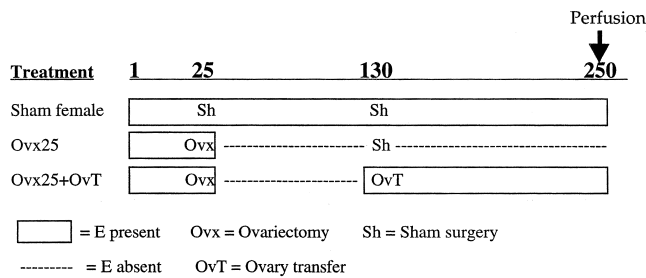 Perfusion
Treatment 1 25 130 250
Sham female Sh Sh
Ovx25 Ovx Sh
Ovx25+OvT Ovx OvT
= E present Ovx = Ovariectomy Sh = Sham surgery
--------- = E absent OvT = Ovary transfer